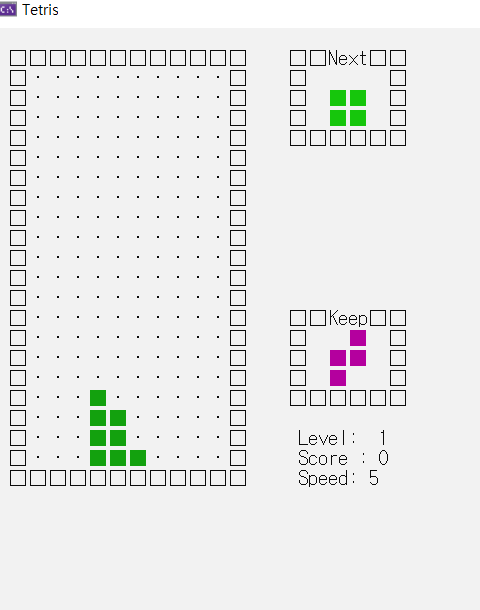 C:\
Tetris
Next
Keep
Level: 1
Score : 0
Speed: 5